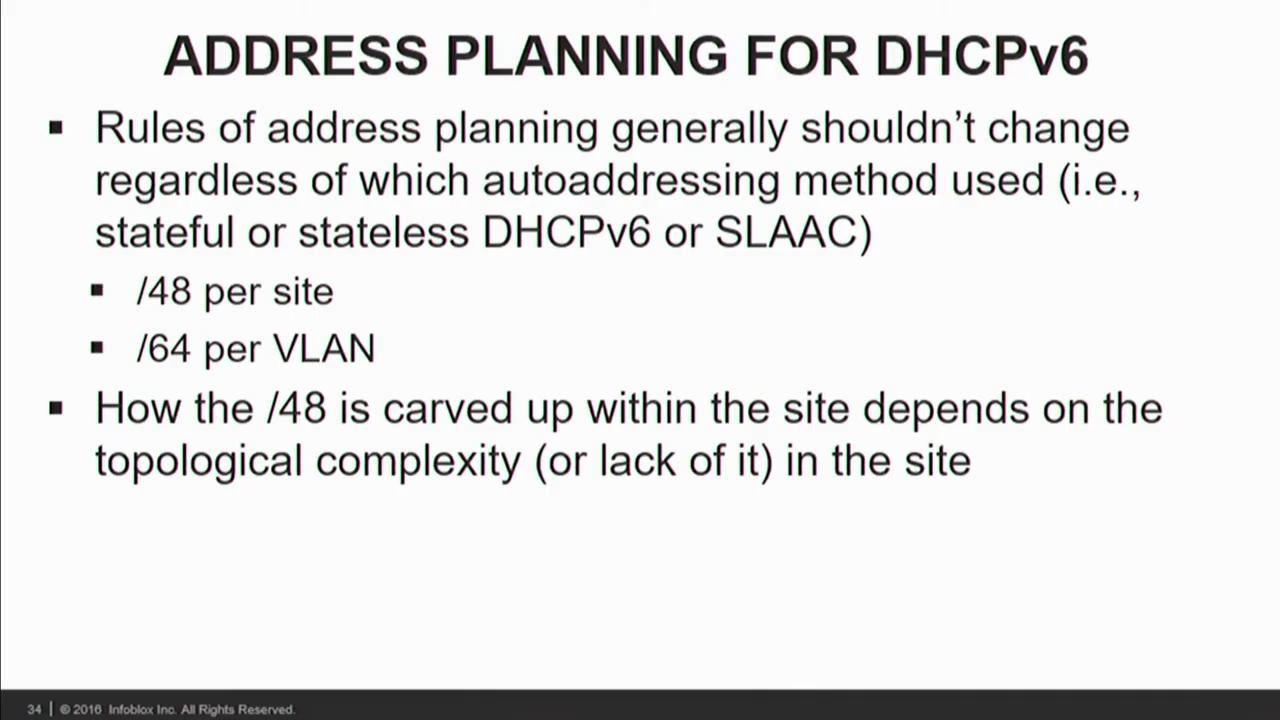 ADDRESS PLANNING FOR DHCPv6
▪ Rules of address planning generally shouldn’t change
regardless of which autoaddressing method used (i.e.,
stateful or stateless DHCPv6 or SLAAC)
▪ /48 per site
▪ /64 per VLAN
▪ How the /48 is carved up within the site depends on the
topological complexity (or lack of it) in the site
34 | © 2016 Infoblox Inc. All Rights Reserved.